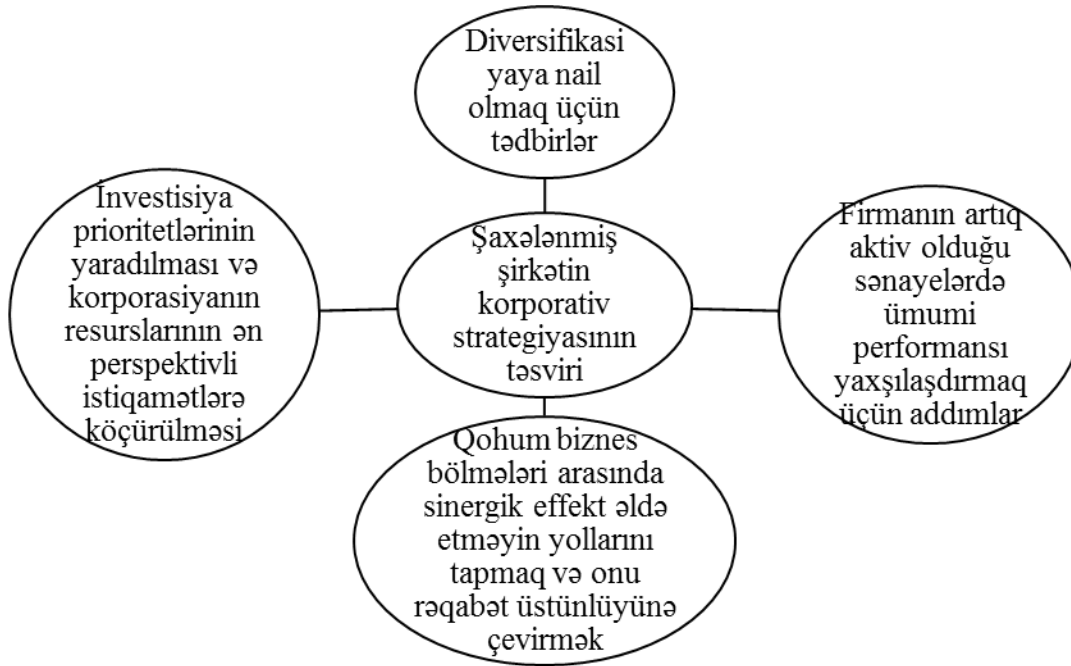 Diversifikasi
yaya nail
olmaq üçün
tədbirlər
İnvestisiya
prioritetlərinin
yaradılması və
korporasiyanın
resurslarının ən
perspektivli
istiqamətlərə
köçürülməsi
Şaxələnmiş
şirkətin
korporativ
strategiyasının
təsviri
Firmanın artıq
aktiv olduğu
sənayelərdə
ümumi
performansı
yaxşılaşdırmaq
üçün addımlar
Qohum biznes
bölmələri arasında
sinergik effekt əldə
etməyin yollarını
tapmaq və onu
rəqabət üstünlüyünə
çevirmək